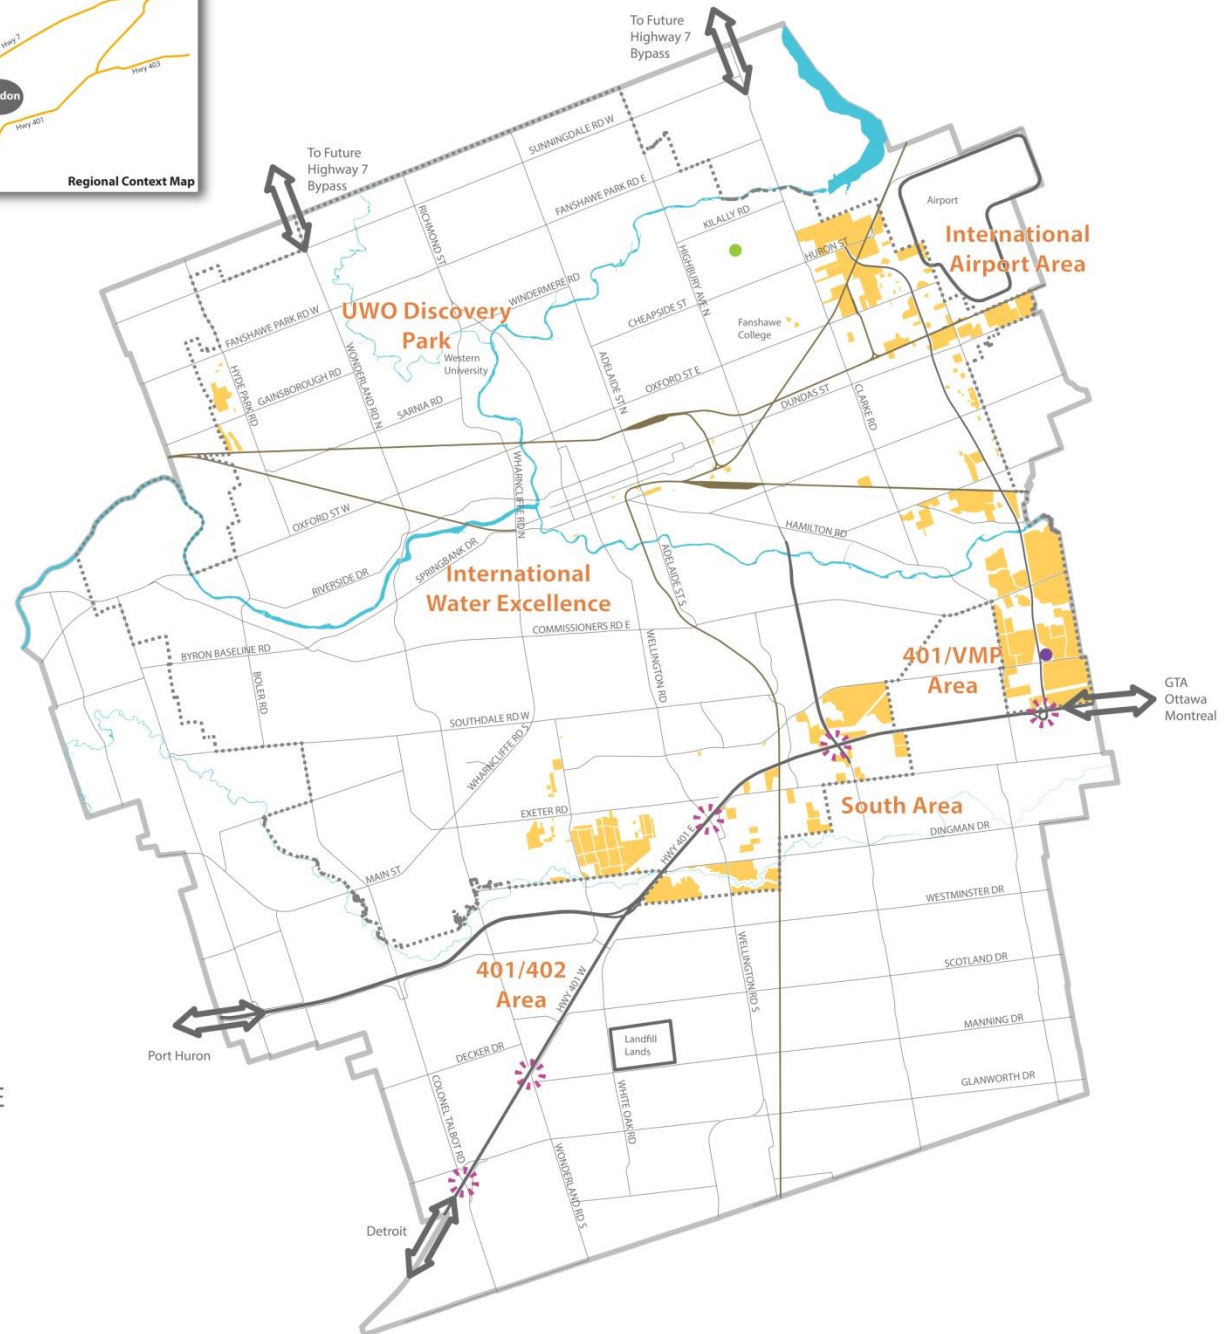 Hwy 7
Hwy 403
don
Hwy 401
Regional Context Map
To Future
Highway 7
Bypass
To Future
Highway 7
Bypass
SUNNINGDALE RD W
FANSHAWE PARK RD E
RICHMOND ST
KILALLY RD
HIGHBURY AVE N
HURON ST
Airport
International
Airport Area
WINDERMERE RD
CHEAPSIDE ST
UWO Discovery
Park
Western
University
FANSHAWE PARK RD W
Fanshawe
College
HYDE PARK RD
GAINSBOROUGH RD
WONDERLAND RD N
SARNIA RD
ADELAIDE ST N
OXFORD ST E
DUNDAS ST
CLARKE RD
WHARNCLIFFE RD N
OXFORD ST W
HAMILTON RD
RIVERSIDE DR
SPRINGBANK DR
ADELAIDE ST S
International
Water Excellence
COMMISSIONERS RD E
BYRON BASELINE RD
BOLER RD
WELLINGTON RD
401/VMP
Area
GTA
Ottawa
Montreal
SOUTHDALE RD W
WHARNCLIFFE RD S
EXETER RD
South Area
HWY 401 E
DINGMAN DR
MAIN ST
WESTMINSTER DR
401/402
Area
HWY 401 W
WELLINGTON RD S
SCOTLAND DR
Port Huron
Landfill
Lands
MANNING DR
DECKER DR
COLONEL TALBOT RD
WHITE OAK RD
GLANWORTH DR
E
WONDERLAND RD S
Detroit